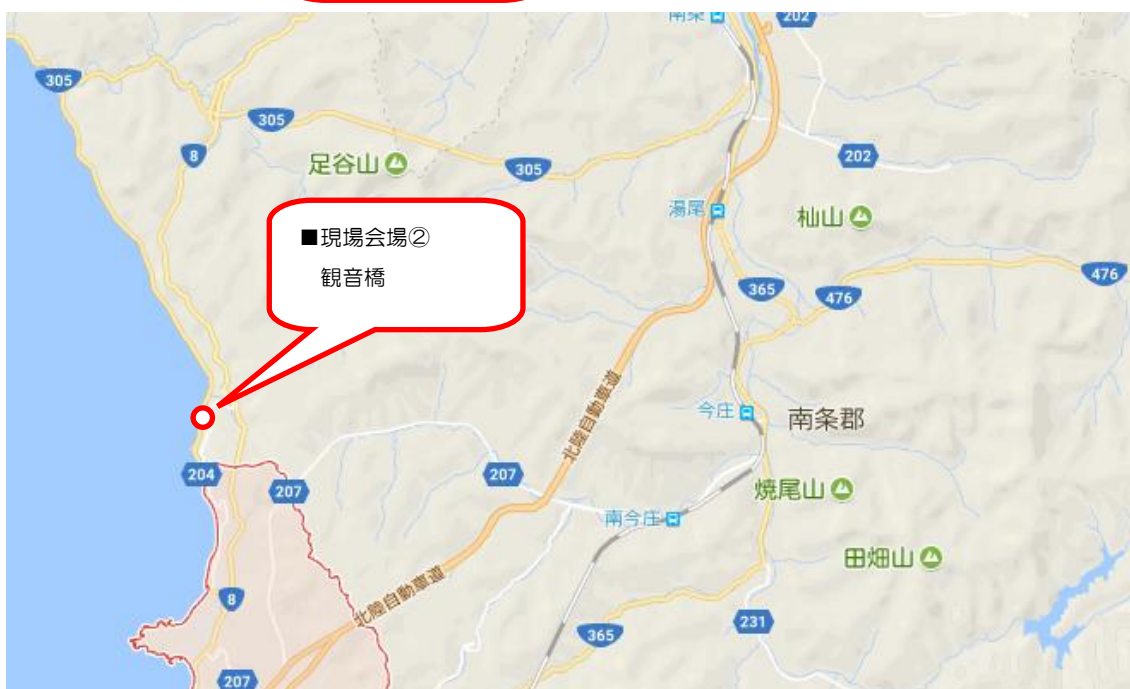 南条
202
305
305
8
足谷山
305
202
湯尾
杣山
■現場会場②
観音橋
476
365
476
北陸自動車道
今庄
南条郡
204
207
207
焼尾山
南今庄
田畑山
北陸自動車道
8
231
365
207